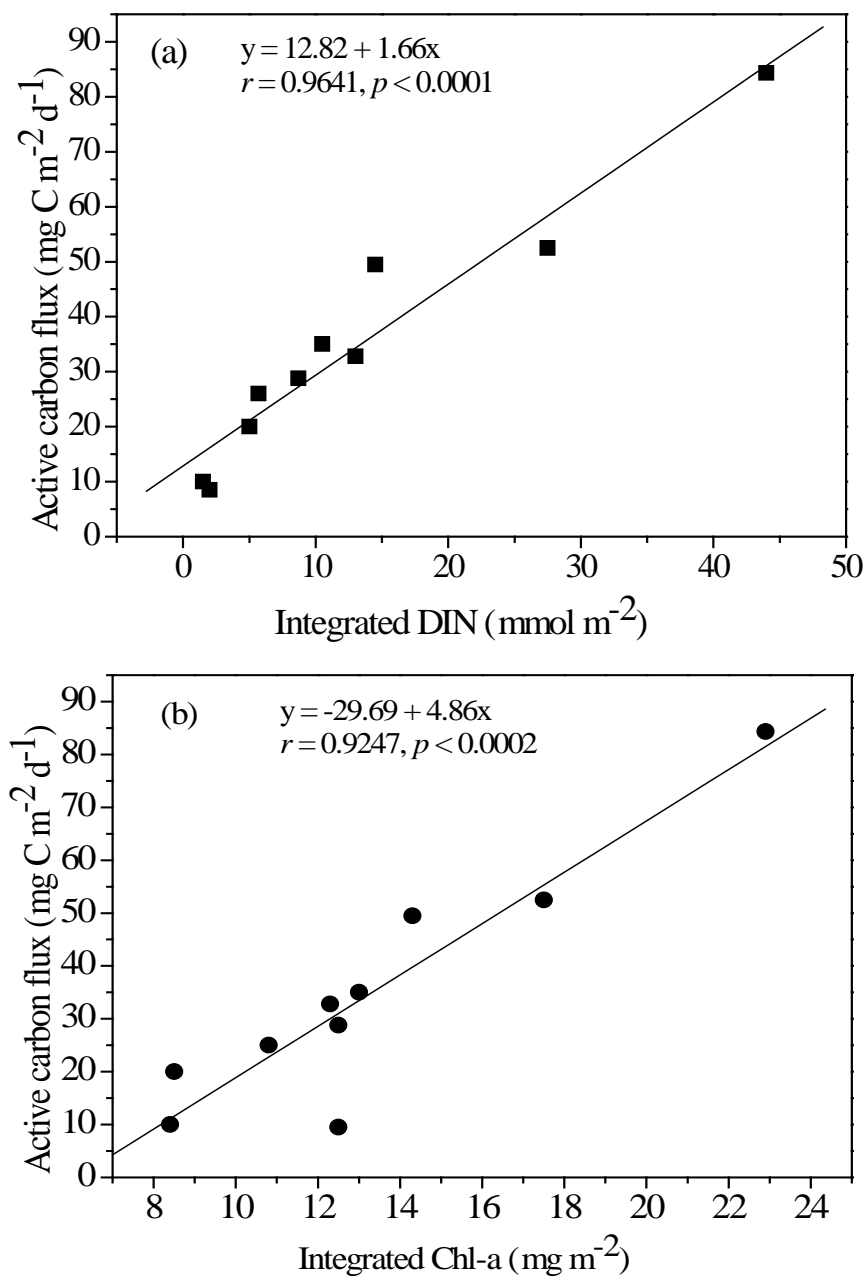 (a)
y = 12.82 + 1.66x
r = 0.9641, p < 0.0001
90
80
70
60
50
40
30
20
10
0
Active carbon flux (mg C m⁻² d⁻¹)
0 10 20 30 40 50
Integrated DIN (mmol m⁻²)
(b)
y = -29.69 + 4.86x
r = 0.9247, p < 0.0002
90
80
70
60
50
40
30
20
10
0
Active carbon flux (mg C m⁻² d⁻¹)
8 10 12 14 16 18 20 22 24
Integrated Chl-a (mg m⁻²)